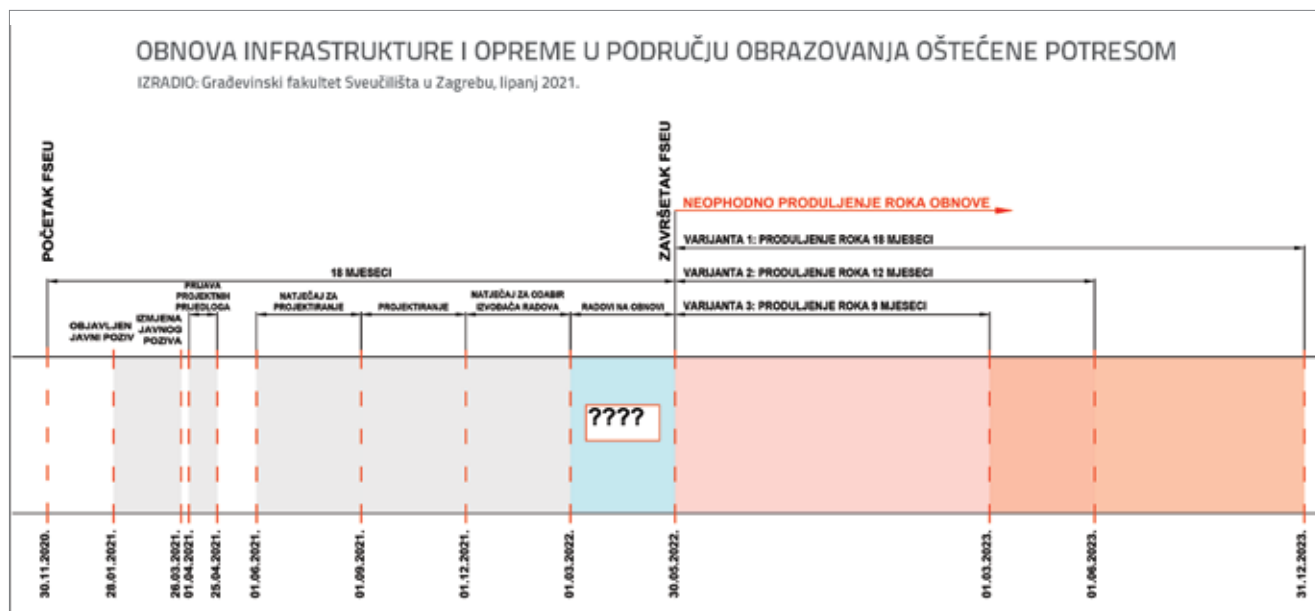 OBNOVA INFRASTRUKTURE I OPREME U PODRUČJU OBRAZOVANJA OŠTEĆENE POTRESOM
IZRADIO: Građevinski fakultet Sveučilišta u Zagrebu, lipanj 2021.
POČETAK FSEU
ZAVRŠETAK FSEU
NEOPHODNO PRODULJENJE ROKA OBNOVE
VARIJANTA 1: PRODULJENJE ROKA 18 MJESECI
18 MJESECI
VARIJANTA 2: PRODULJENJE ROKA 12 MJESECI
PRIJAVA
PROJEKTNIH
PRIJEDLOGA
NATJEČAJ ZA
PROJEKTIRANJE
PROJEKTIRANJE
NATJEČAJ ZA ODABIR
IZVOĐAČA RADOVA
RADOVI NA OBNOVI
VARIJANTA 3: PRODULJENJE ROKA 9 MJESECI
OBJAVLJEN
JAVNI POZIV
IZMJENA
JAVNOG
POZIVA
????
30.11.2020.
28.01.2021.
26.03.2021.
01.04.2021.
25.04.2021.
01.06.2021.
01.09.2021.
01.12.2021.
01.03.2022.
30.05.2022.
01.03.2023.
01.06.2023.
31.12.2023.